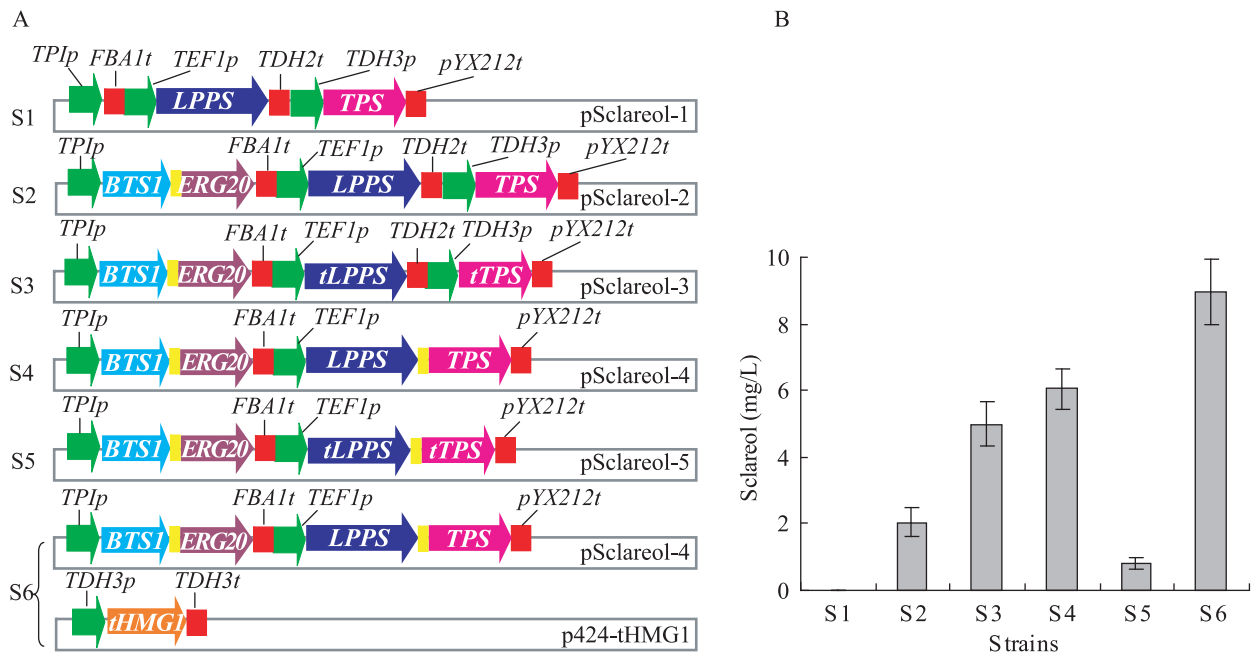 A
TPIp FBA1t TEF1p TDH2t TDH3p pYX212t
S1 LPPS TPS pSclareol-1
TPIp FBA1t TEF1p TDH2t TDH3p pYX212t
S2 BTS1 ERG20 LPPS TPS pSclareol-2
TPIp FBA1t TEF1p TDH2t TDH3p pYX212t
S3 BTS1 ERG20 tLPPS tTPS pSclareol-3
TPIp FBA1t TEF1p pYX212t
S4 BTS1 ERG20 LPPS TPS pSclareol-4
TPIp FBA1t TEF1p pYX212t
S5 BTS1 ERG20 tLPPS tTPS pSclareol-5
TPIp FBA1t TEF1p pYX212t
BTS1 ERG20 LPPS TPS pSclareol-4
S6
TDH3p TDH3t
tHMG1 p424-tHMG1
B
Sclareol (mg/L)
10
8
6
4
2
0
S1 S2 S3 S4 S5 S6
Strains